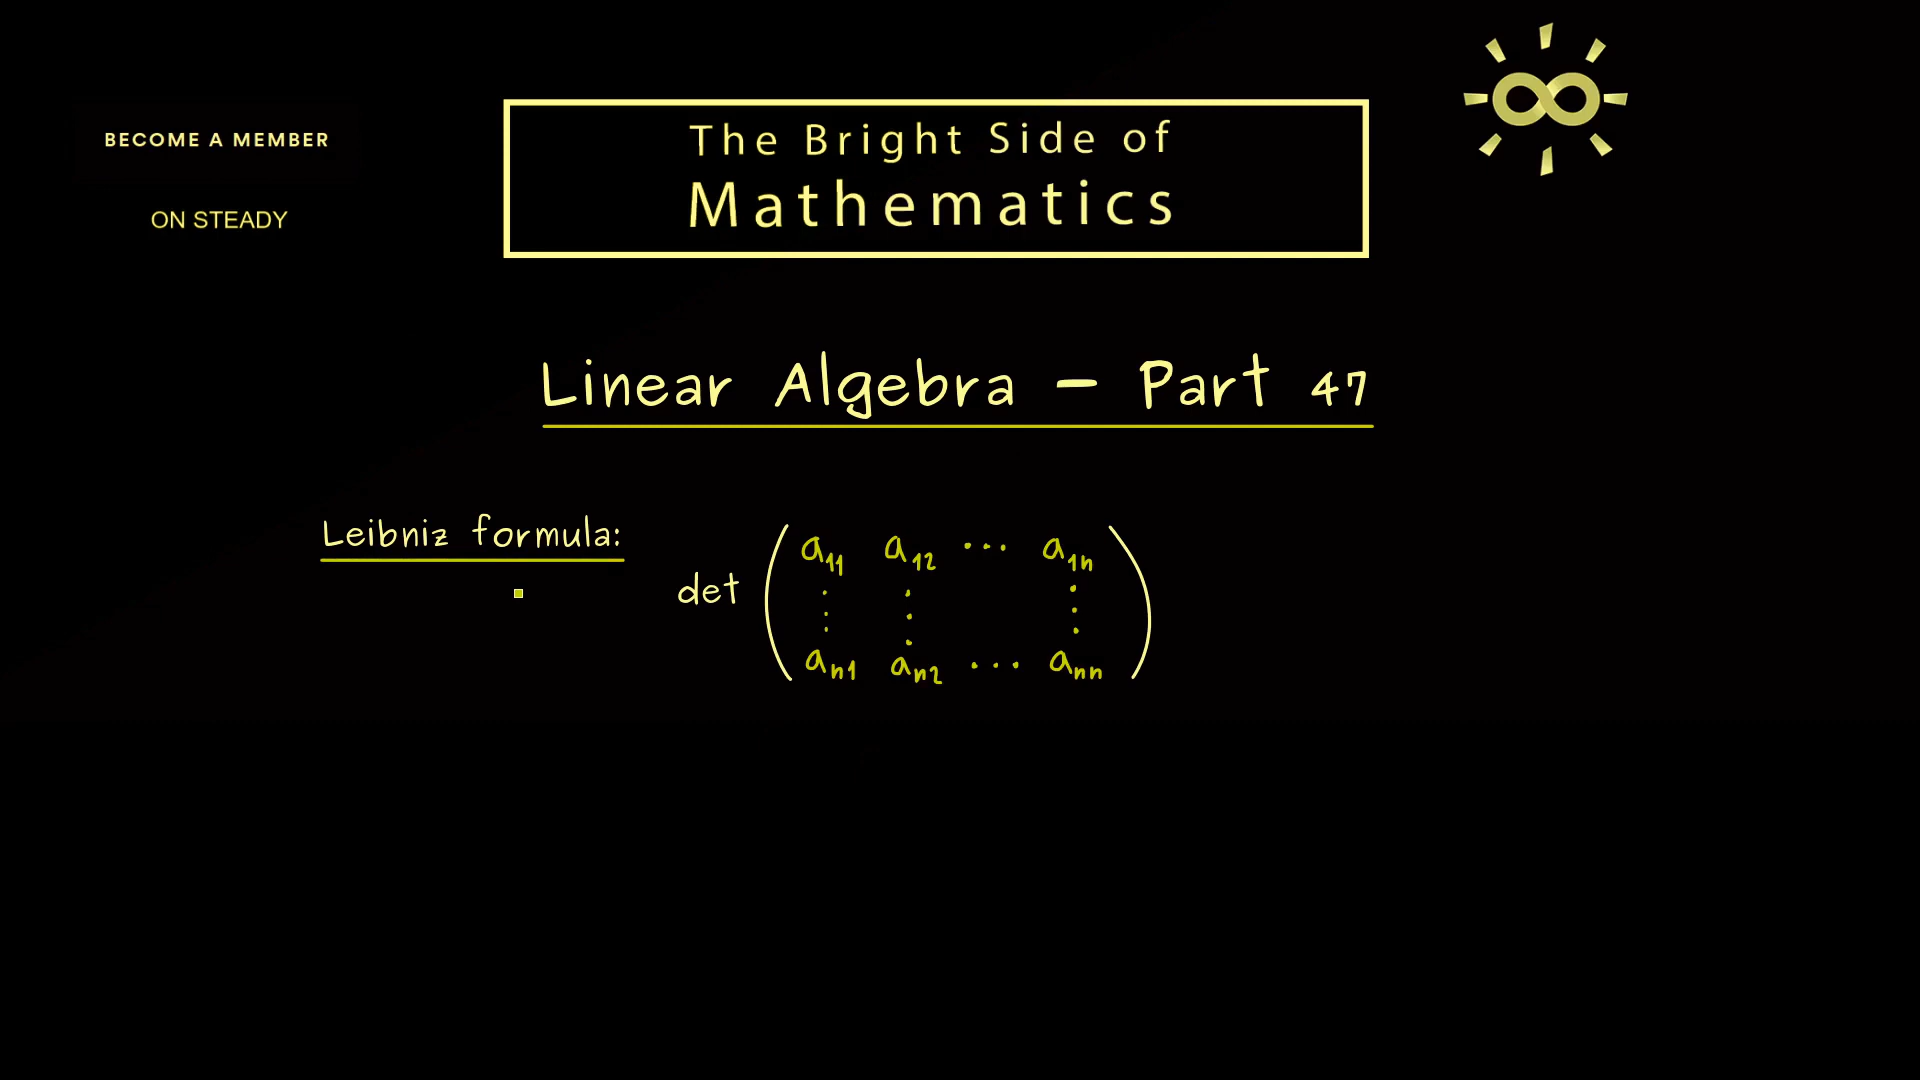 BECOME A MEMBER
ON STEADY
The Bright Side of
Mathematics
Linear Algebra – Part 47
Leibniz formula:
det
a₁₁ a₁₂ ··· a₁ₙ
⋮ ⋮ ⋮
aₙ₁ aₙ₂ ··· aₙₙ